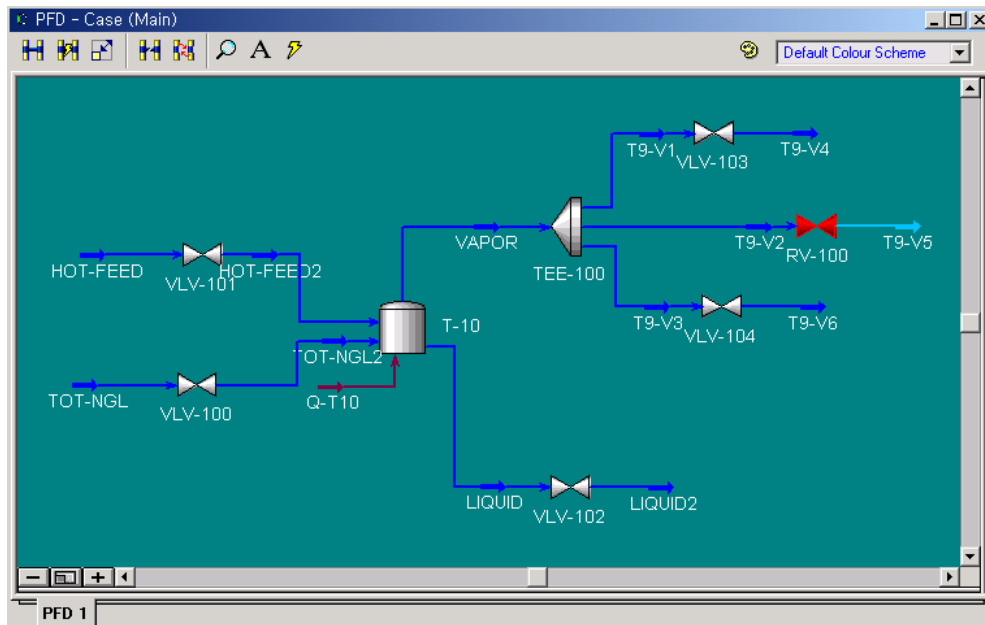 PFD - Case (Main)
A
Default Colour Scheme
T9-V1
VLV-103
T9-V4
VAPOR
TEE-100
T9-V2
RV-100
T9-V5
HOT-FEED
VLV-101
HOT-FEED2
T-10
T9-V3
VLV-104
T9-V6
TOT-NGL2
TOT-NGL
VLV-100
Q-T10
LIQUID
VLV-102
LIQUID2
PFD 1